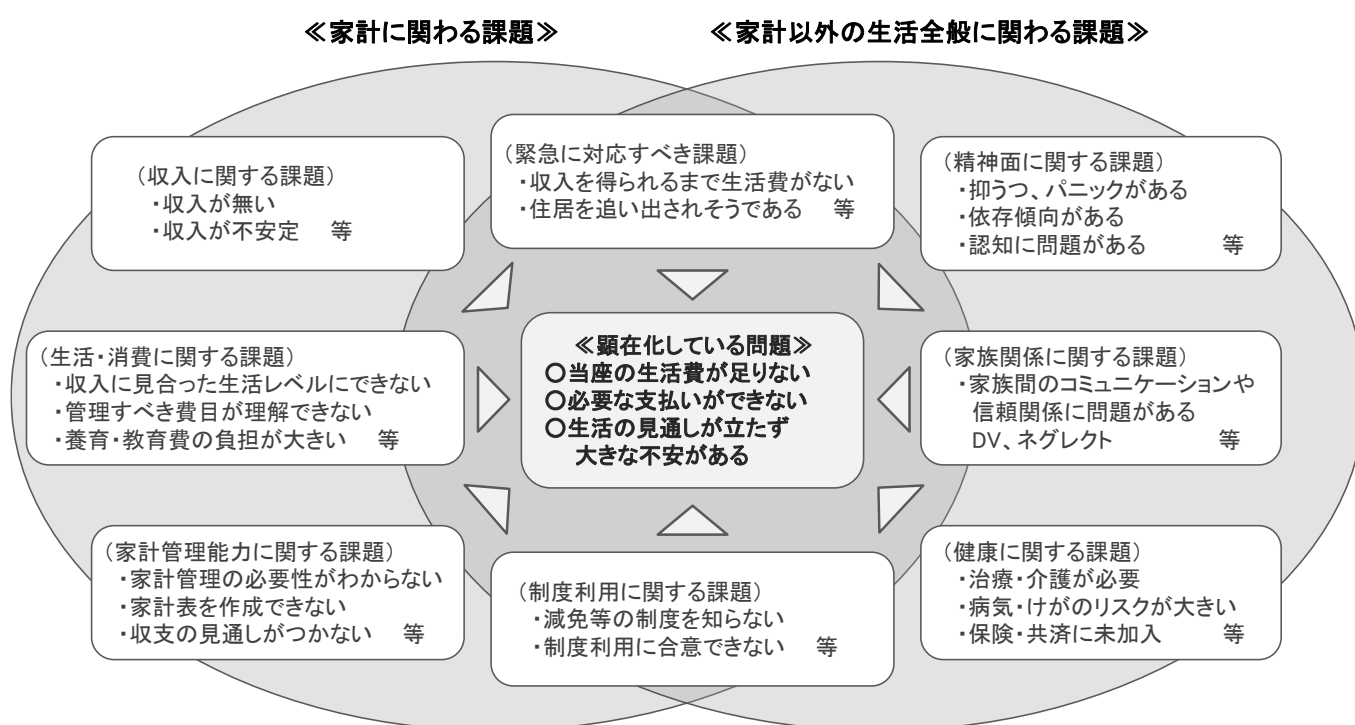 ≪家計に関わる課題≫
≪家計以外の生活全般に関わる課題≫
（収入に関する課題）
・収入が無い
・収入が不安定　等
（緊急に対応すべき課題）
・収入を得られるまで生活費がない
・住居を追い出されそうである　等
（精神面に関する課題）
・抑うつ、パニックがある
・依存傾向がある
・認知に問題がある　等
（生活・消費に関する課題）
・収入に見合った生活レベルにできない
・管理すべき費目が理解できない
・養育・教育費の負担が大きい　等
≪顕在化している問題≫
〇当座の生活費が足りない
〇必要な支払いができない
〇生活の見通しが立たず
大きな不安がある
（家族関係に関する課題）
・家族間のコミュニケーションや
信頼関係に問題がある
DV、ネグレクト　等
（家計管理能力に関する課題）
・家計管理の必要性がわからない
・家計表を作成できない
・収支の見通しがつかない　等
（制度利用に関する課題）
・減免等の制度を知らない
・制度利用に合意できない　等
（健康に関する課題）
・治療・介護が必要
・病気・けがのリスクが大きい
・保険・共済に未加入　等